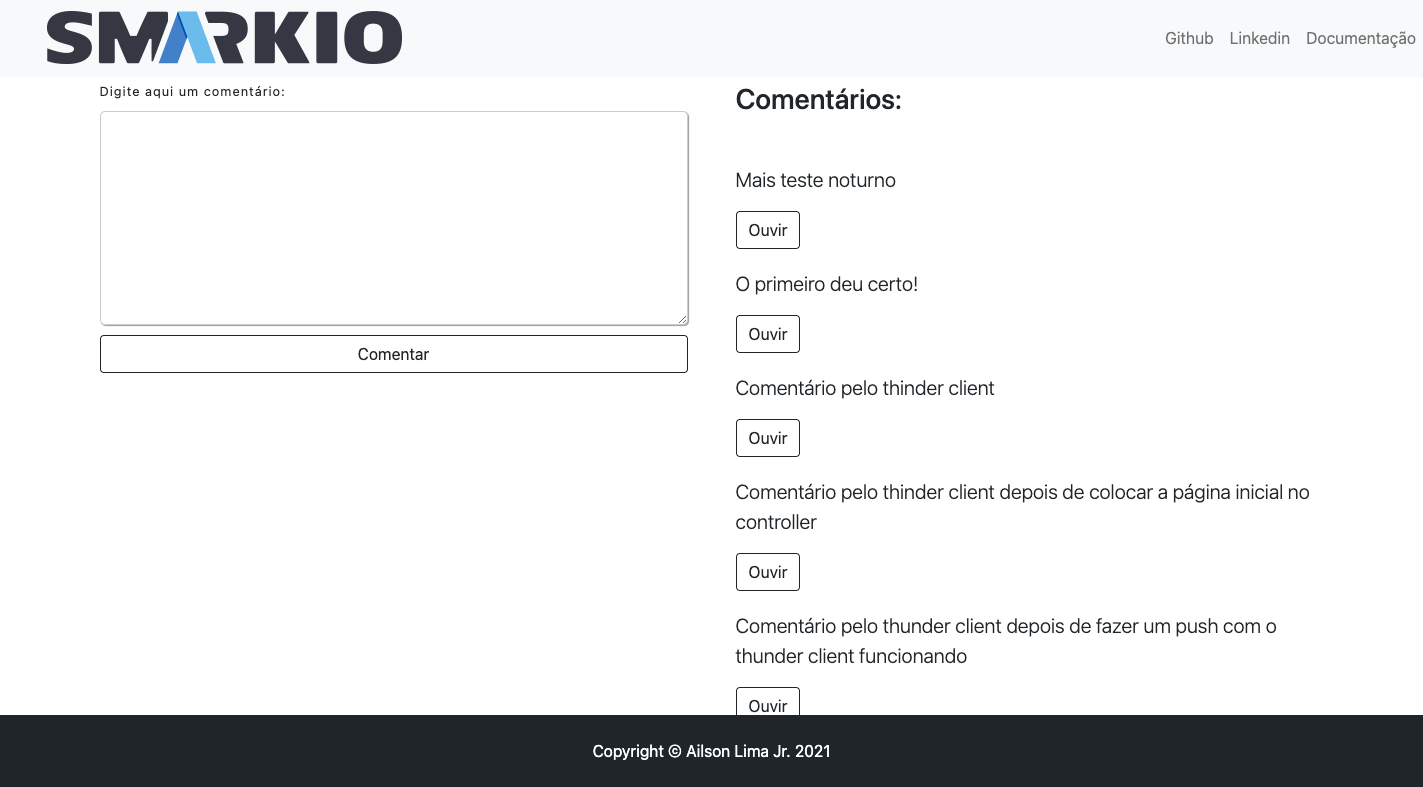 SMARKIO
Github Linkedin Documentação
Digite aqui um comentário:
Comentar
Comentários:
Mais teste noturno
Ouvir
O primeiro deu certo!
Ouvir
Comentário pelo thinder client
Ouvir
Comentário pelo thinder client depois de colocar a página inicial no
controller
Ouvir
Comentário pelo thunder client depois de fazer um push com o
thunder client funcionando
Ouvir
Copyright © Ailson Lima Jr. 2021